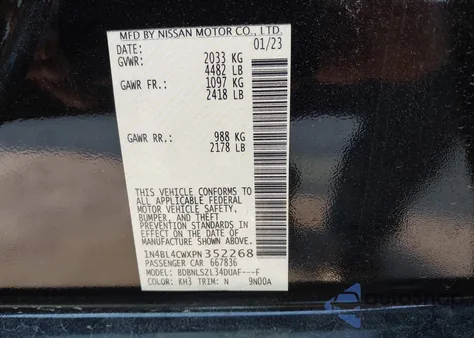 MFD BY NISSAN MOTOR CO., LTD.
DATE: 01/23
GVWR: 2033 KG
4482 LB
GAWR FR.: 1097 KG
2418 LB
GAWR RR.: 988 KG
2178 LB
THIS VEHICLE CONFORMS TO
ALL APPLICABLE FEDERAL
MOTOR VEHICLE SAFETY,
BUMPER, AND THEFT
PREVENTION STANDARDS
IN EFFECT ON THE DATE OF
MANUFACTURE SHOWN ABOVE.
1N4BL4CWXPN352268
PASSENGER CAR 667836
MODEL: BDBNLSZL34DUAF---F
COLOR: KH3 TRIM: N 9N00A
AutoShop